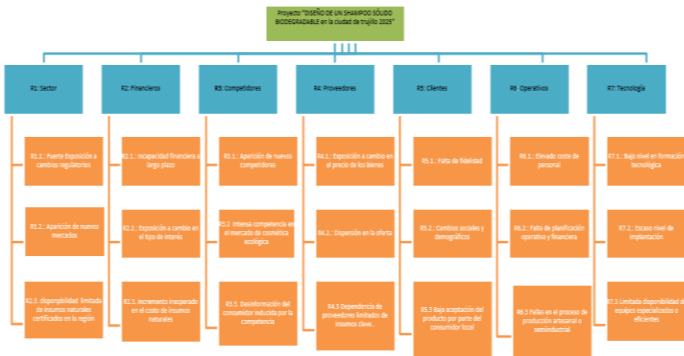 Proyecto "DISEÑO DE UN SHAMPOO SÓLIDO
BIODEGRADABLE en la ciudad de trujillo 2025"
R1: Sector
R2: Financieros
R3: Competidores
R4: Proveedores
R5: Clientes
R6 Operativos
R7: Tecnología
R1.1.: Fuerte Exposición a
cambios regulatorios
R2.1.: Incapacidad financiera a
largo plazo
R3.1.: Aparición de nuevos
competidores
R4.1.: Exposición a cambio en
el precio de los bienes
R5.1.: Falta de fidelidad
R6.1.: Elevado coste de
personal
R7.1.: Bajo nivel en formación
tecnológica
R1.2.: Aparición de nuevos
mercados
R2.2.: Exposición a cambio en
el tipo de interés
R3.2 Intensa competencia en
el mercado de cosmética
ecológica
R4.2.: Dispersión en la oferta
R5.2.: Cambios sociales y
demográficos
R6.2.: Falta de planificación
operativa y financiera
R7.2.: Escaso nivel de
implantación
R2.3. disponpbilidad limitada
de insumos naturales
certificados en la región
R2.3. Incremento inesperado
en el costo de insumos
naturales
R3.3. Desinformación del
consumidor inducida por la
competencia
R4.3 Dependencia de
proveedores limitados de
insumos clave.
R5.3 Baja aceptación del
producto por parte del
consumidor local
R6.3 Fallas en el proceso de
producción artesanal o
semiindustrial
R7.3 Limitada disponibilidad de
equipos especializados o
eficientes